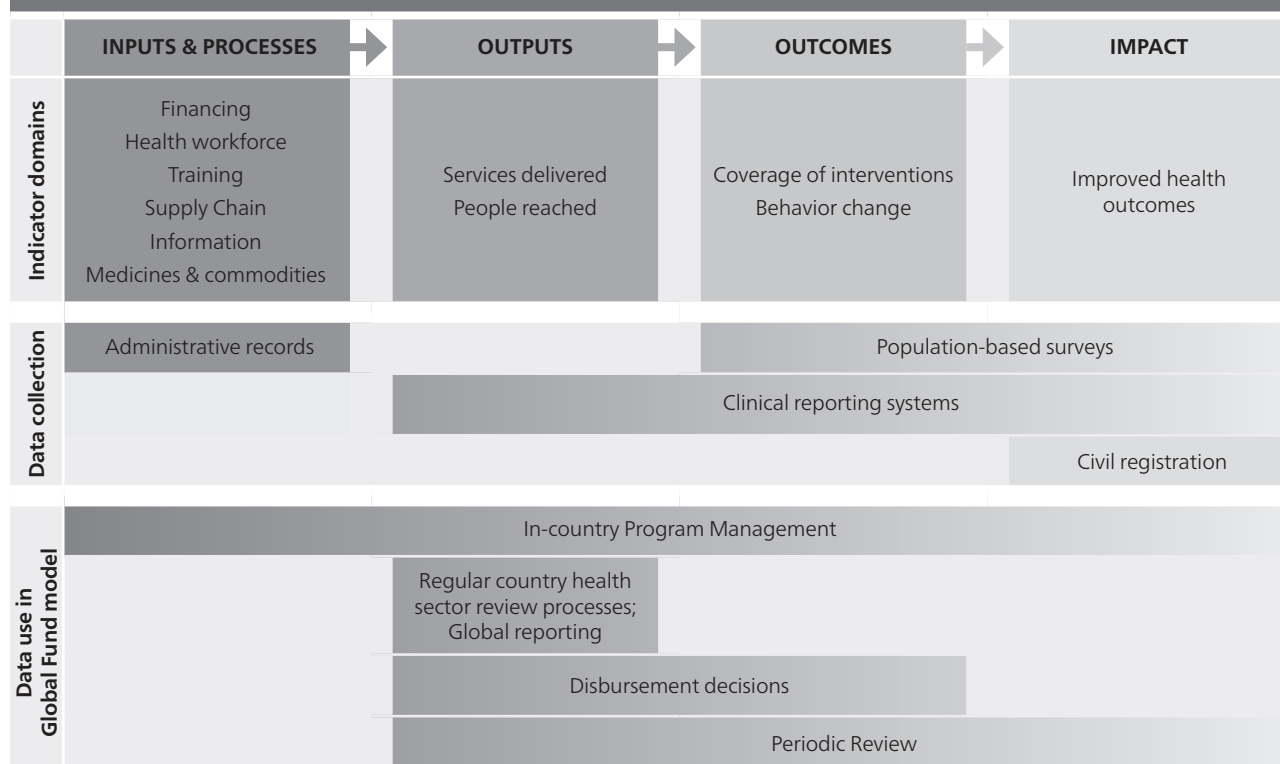 INPUTS & PROCESSES
OUTPUTS
OUTCOMES
IMPACT
Indicator domains
Financing
Health workforce
Training
Supply Chain
Information
Medicines & commodities
Services delivered
People reached
Coverage of interventions
Behavior change
Improved health
outcomes
Data collection
Administrative records
Population-based surveys
Clinical reporting systems
Civil registration
Data use in
Global Fund model
In-country Program Management
Regular country health
sector review processes;
Global reporting
Disbursement decisions
Periodic Review